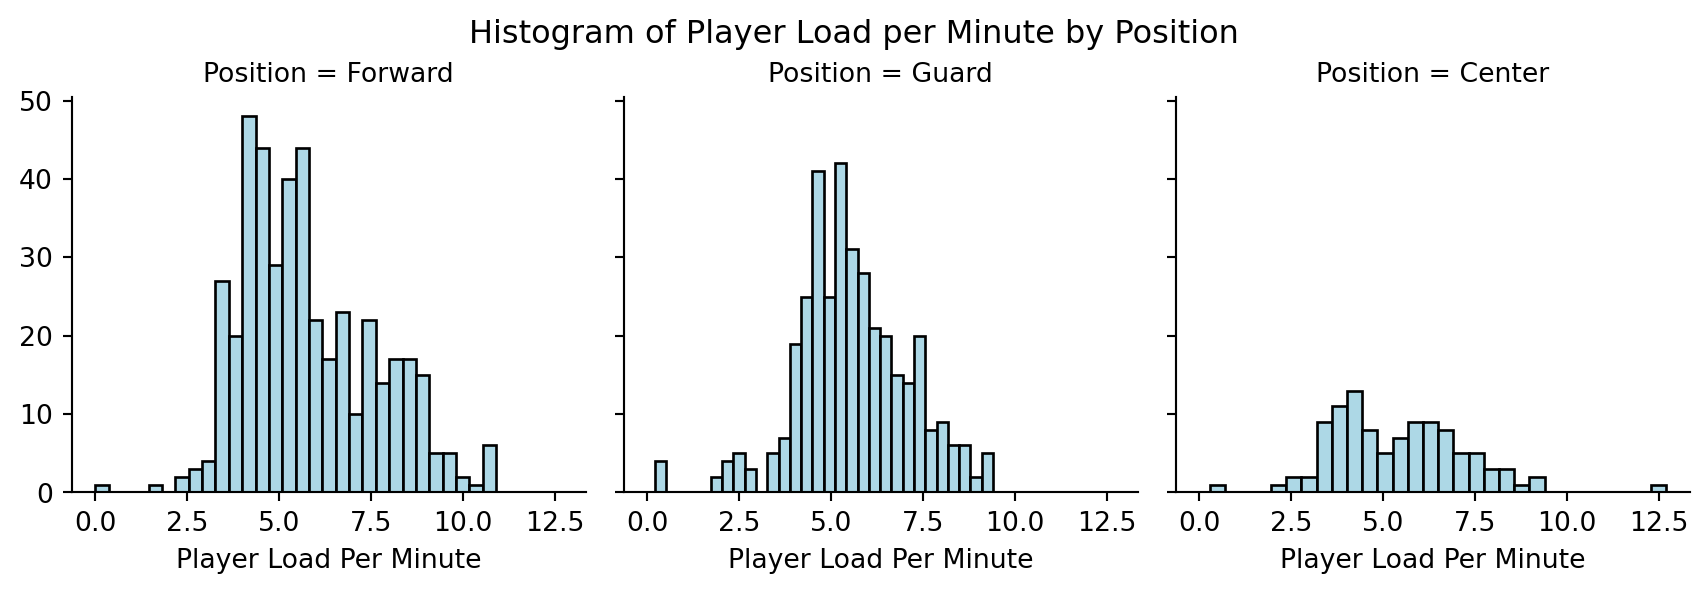 Histogram of Player Load per Minute by Position
Position = Forward
Position = Guard
Position = Center
50
40
30
20
10
0
0.0 2.5 5.0 7.5 10.0 12.5
0.0 2.5 5.0 7.5 10.0 12.5
0.0 2.5 5.0 7.5 10.0 12.5
Player Load Per Minute
Player Load Per Minute
Player Load Per Minute